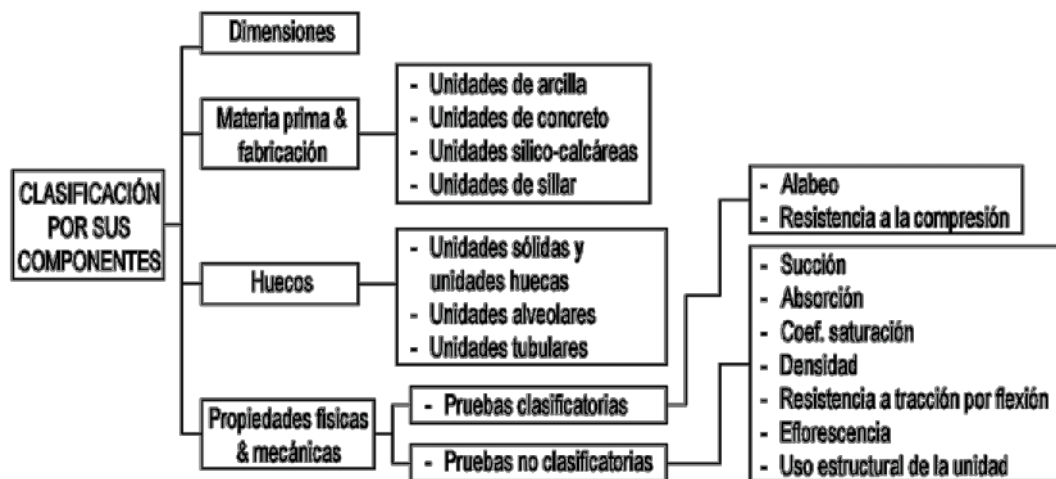 CLASIFICACIÓN
POR SUS
COMPONENTES
Dimensiones
Materia prima &
fabricación
- Unidades de arcilla
- Unidades de concreto
- Unidades silico-calcáreas
- Unidades de sillar
Huecos
- Unidades sólidas y
unidades huecas
- Unidades alveolares
- Unidades tubulares
Propiedades físicas
& mecánicas
- Pruebas clasificatorias
- Alabeo
- Resistencia a la compresión
- Pruebas no clasificatorias
- Succión
- Absorción
- Coef. saturación
- Densidad
- Resistencia a tracción por flexión
- Eflorescencia
- Uso estructural de la unidad